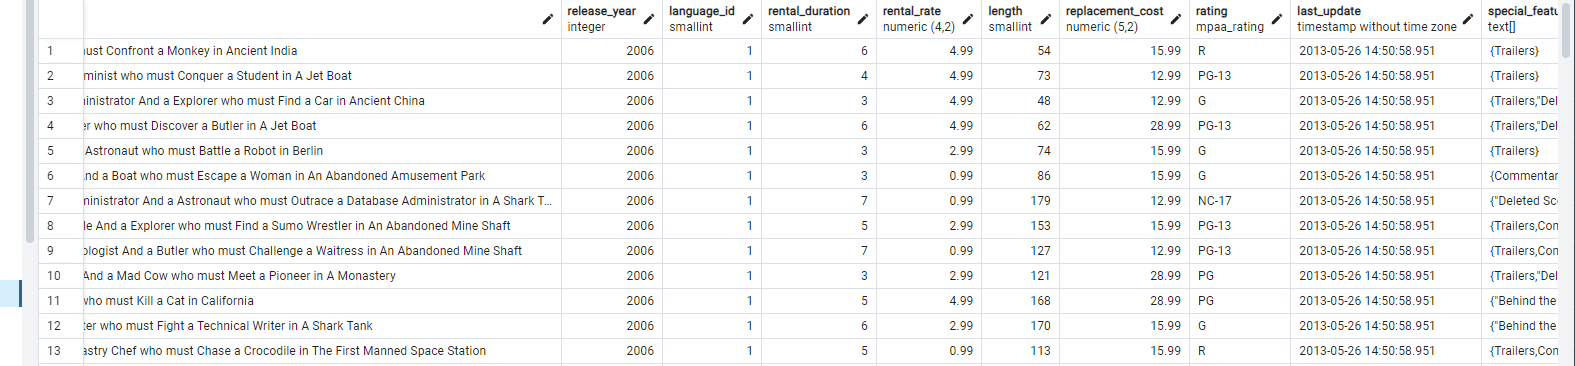 release_year language_id rental_duration rental_rate length replacement_cost rating last_update
integer smallint smallint numeric (4,2) smallint numeric (5,2) mpaa_rating timestamp without time zone text[]
1 Confront a Monkey in Ancient India 2006 1 6 4.99 54 15.99 R 2013-05-26 14:50:58.951 {Trailers}
2 who must Conquer a Student in A Jet Boat 2006 1 4 4.99 73 12.99 PG-13 2013-05-26 14:50:58.951 {Trailers}
3 And a Explorer who must Find a Car in Ancient China 2006 1 3 4.99 48 12.99 G 2013-05-26 14:50:58.951 {Trailers,"Del
4 who must Discover a Butler in A Jet Boat 2006 1 6 4.99 62 28.99 PG-13 2013-05-26 14:50:58.951 {Trailers,"Del
5 Astronaut who must Battle a Robot in Berlin 2006 1 3 2.99 74 15.99 G 2013-05-26 14:50:58.951 {Trailers}
6 And a Boat who must Escape a Woman in An Abandoned Amusement Park 2006 1 3 0.99 86 15.99 G 2013-05-26 14:50:58.951 {Commentar
7 And a Astronaut who must Outrace a Database Administrator in A Shark T... 2006 1 7 0.99 179 12.99 NC-17 2013-05-26 14:50:58.951 {"Deleted Sc
8 And a Explorer who must Find a Sumo Wrestler in An Abandoned Mine Shaft 2006 1 5 2.99 153 15.99 PG-13 2013-05-26 14:50:58.951 {Trailers,Com
9 And a Butler who must Challenge a Waitress in An Abandoned Mine Shaft 2006 1 7 0.99 127 12.99 PG-13 2013-05-26 14:50:58.951 {Trailers,Com
10 And a Mad Cow who must Meet a Pioneer in A Monastery 2006 1 3 2.99 121 28.99 PG 2013-05-26 14:50:58.951 {Trailers,"Del
11 who must Kill a Cat in California 2006 1 5 4.99 168 28.99 PG 2013-05-26 14:50:58.951 {"Behind the
12 who must Fight a Technical Writer in A Shark Tank 2006 1 6 2.99 170 15.99 G 2013-05-26 14:50:58.951 {"Behind the
13 Chef who must Chase a Crocodile in The First Manned Space Station 2006 1 5 0.99 113 15.99 R 2013-05-26 14:50:58.951 {Trailers,Com